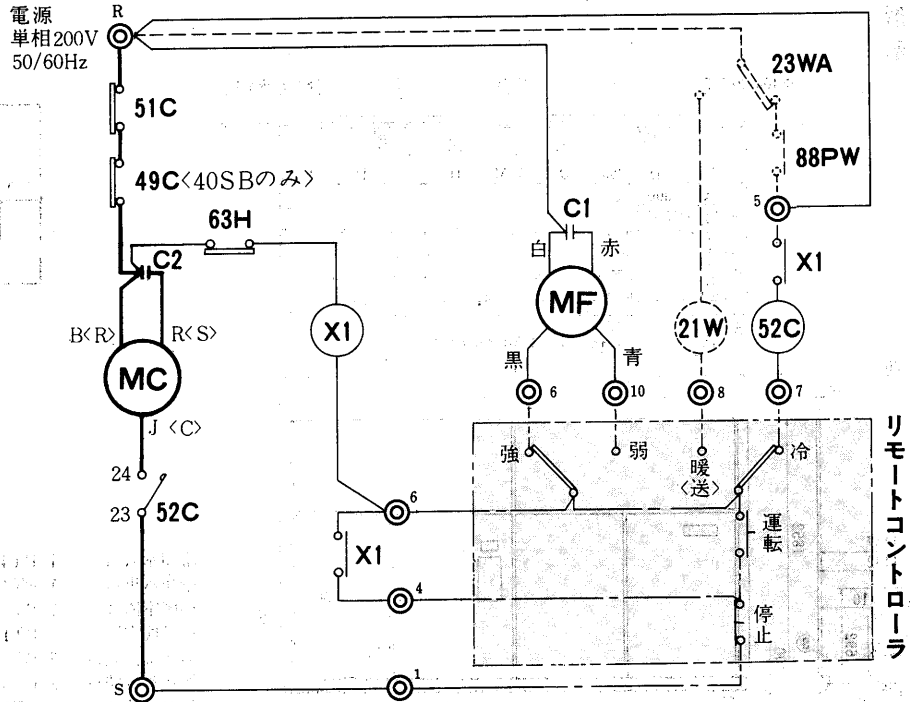 電源
単相200V
50/60Hz
R
51C
49C〈40SBのみ〉
63H
C2
B〈R〉
R〈S〉
MC
J〈C〉
24
23
52C
S
X1
6
X1
4
1
C1
白
赤
MF
黒
青
6
10
23WA
88PW
5
X1
21W
52C
8
7
強
弱
暖
〈送〉
冷
運転
停止
リモートコントローラ